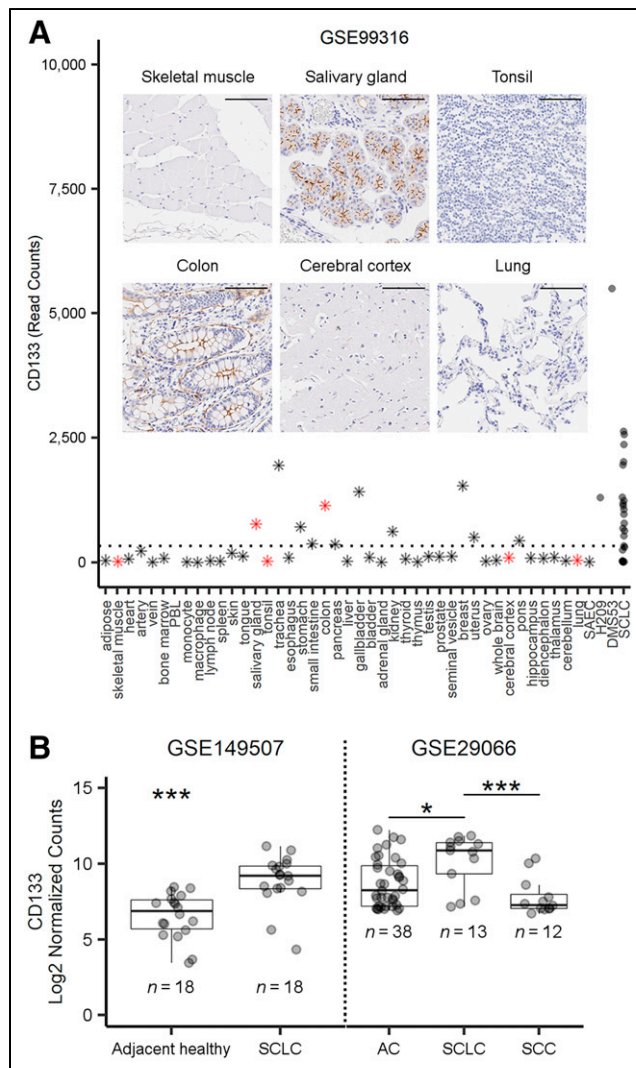 A
GSE99316
10,000
7,500
5,000
2,500
0
CD133 (Read Counts)
Skeletal muscle
Salivary gland
Tonsil
Colon
Cerebral cortex
Lung
adipose
skeletal muscle
heart
artery
vein
bone marrow
PBL
monocyte
macrophage
lymph node
spleen
skin
tongue
salivary gland
tonsil
trachea
esophagus
stomach
small intestine
colon
pancreas
liver
gallbladder
bladder
adrenal gland
kidney
thyroid
thymus
testis
prostate
seminal vesicle
breast
uterus
ovary
whole brain
cerebral cortex
pons
hippocampus
diencephalon
thalamus
cerebellum
lung
SAEC
H209
DMS53
SCLC
B
GSE149507
GSE29066
15
10
5
0
CD133
Log2 Normalized Counts
***
*
***
n = 18
n = 18
n = 38
n = 13
n = 12
Adjacent healthy
SCLC
AC
SCLC
SCC